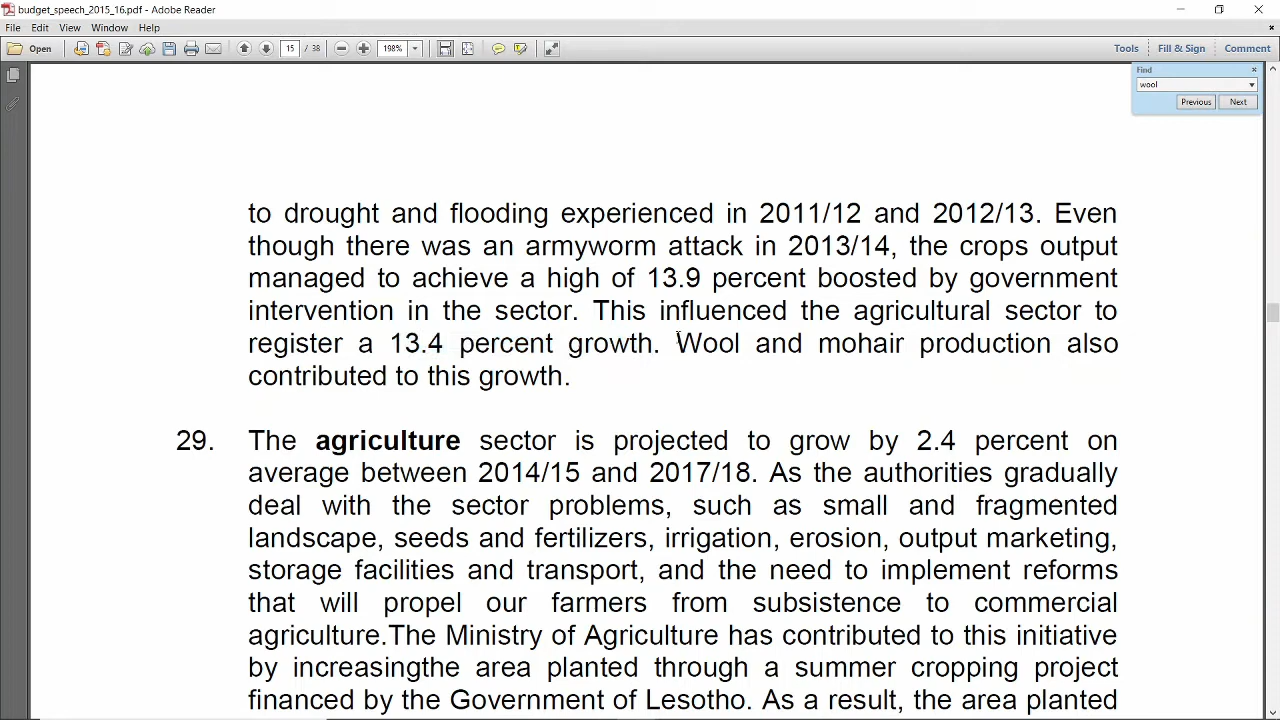 budget_speech_2015_16.pdf - Adobe Reader
File Edit View Window Help
Open 15 / 38 198% Tools Fill & Sign Comment
Find
wool
Previous Next
to drought and flooding experienced in 2011/12 and 2012/13. Even
though there was an armyworm attack in 2013/14, the crops output
managed to achieve a high of 13.9 percent boosted by government
intervention in the sector. This influenced the agricultural sector to
register a 13.4 percent growth. Wool and mohair production also
contributed to this growth.
29. The agriculture sector is projected to grow by 2.4 percent on
average between 2014/15 and 2017/18. As the authorities gradually
deal with the sector problems, such as small and fragmented
landscape, seeds and fertilizers, irrigation, erosion, output marketing,
storage facilities and transport, and the need to implement reforms
that will propel our farmers from subsistence to commercial
agriculture.The Ministry of Agriculture has contributed to this initiative
by increasingthe area planted through a summer cropping project
financed by the Government of Lesotho. As a result, the area planted